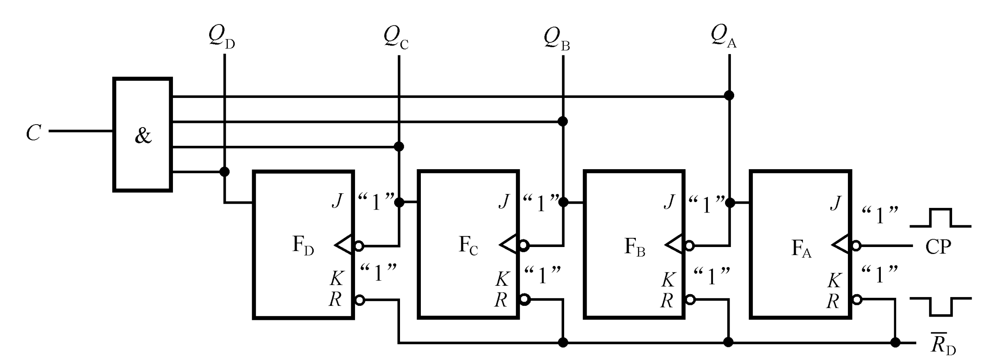 Q_D Q_C Q_B Q_A
C
&
J “1” J “1” J “1” J “1”
F_D F_C F_B F_A CP
K “1” K “1” K “1” K “1”
R R R R
R̅_D